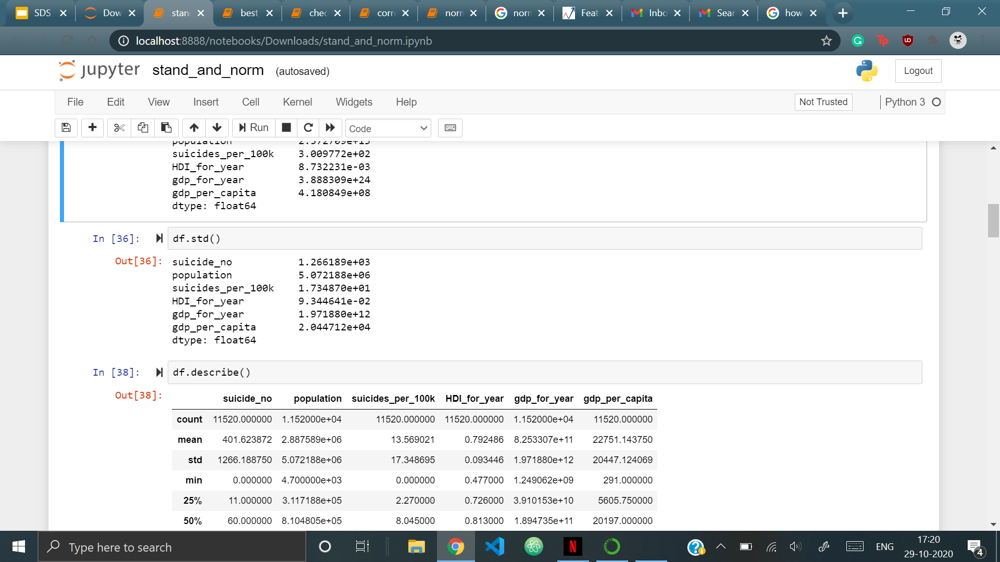 SDS Dow stand best_ chec corre norm norm Feat Inbo Sear how
localhost:8888/notebooks/Downloads/stand_and_norm.ipynb
jupyter stand_and_norm (autosaved) Logout
File Edit View Insert Cell Kernel Widgets Help Not Trusted Python 3
Run Code
population 2.572709e+13
suicides_per_100k 3.009772e+02
HDI_for_year 8.732231e-03
gdp_for_year 3.888309e+24
gdp_per_capita 4.180849e+08
dtype: float64
In [36]: df.std()
Out[36]: suicide_no 1.266189e+03
population 5.072188e+06
suicides_per_100k 1.734870e+01
HDI_for_year 9.344641e-02
gdp_for_year 1.971880e+12
gdp_per_capita 2.044712e+04
dtype: float64
In [38]: df.describe()
Out[38]:
suicide_no population suicides_per_100k HDI_for_year gdp_for_year gdp_per_capita
count 11520.000000 1.152000e+04 11520.000000 11520.000000 1.152000e+04 11520.000000
mean 401.623872 2.887589e+06 13.569021 0.792486 8.253307e+11 22751.143750
std 1266.188750 5.072188e+06 17.348695 0.093446 1.971880e+12 20447.124069
min 0.000000 4.700000e+03 0.000000 0.477000 1.249062e+09 291.000000
25% 11.000000 3.117188e+05 2.270000 0.726000 3.910153e+10 5605.750000
50% 60.000000 8.104805e+05 8.045000 0.813000 1.894735e+11 20197.000000
Type here to search
ENG
17:20
29-10-2020
4